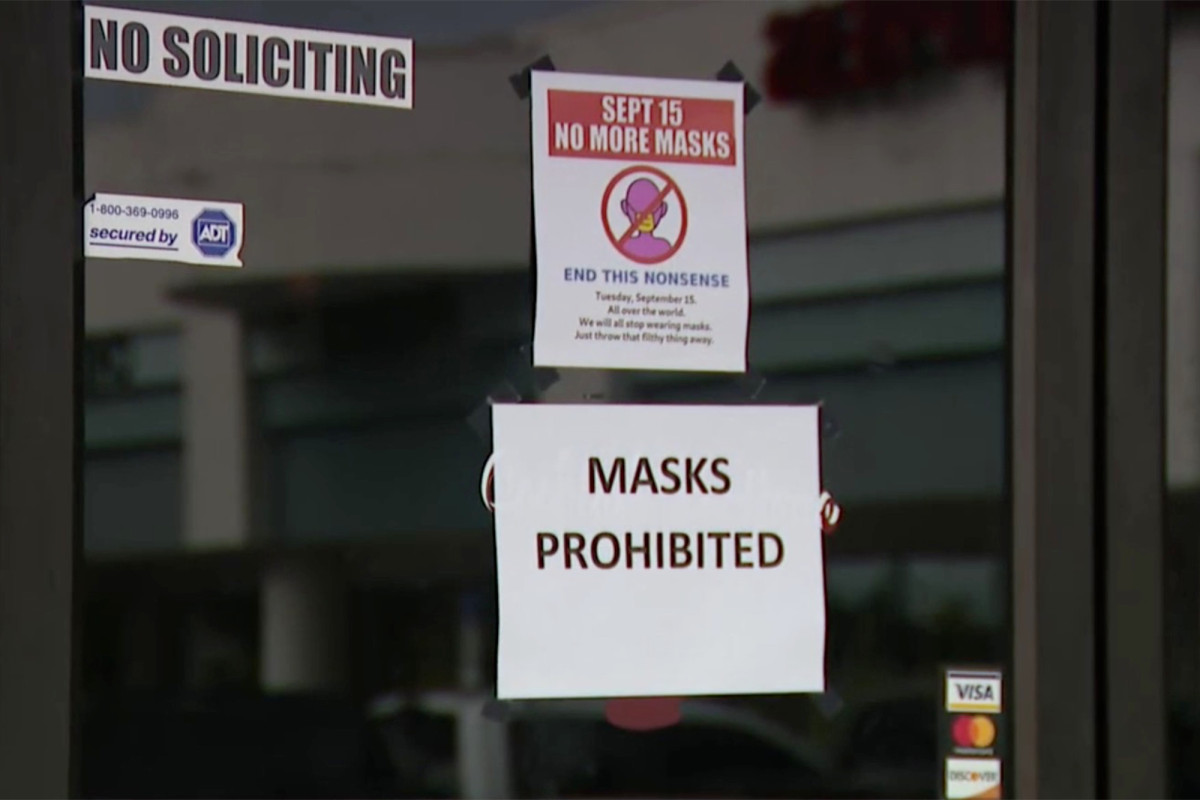 NO SOLICITING
1-800-369-0996
secured by
ADT
SEPT 15
NO MORE MASKS
END THIS NONSENSE
Tuesday, September 15.
All over the world.
We will all stop wearing masks.
Just throw that filthy thing away.
MASKS
PROHIBITED
VISA
mastercard
DISCOVER